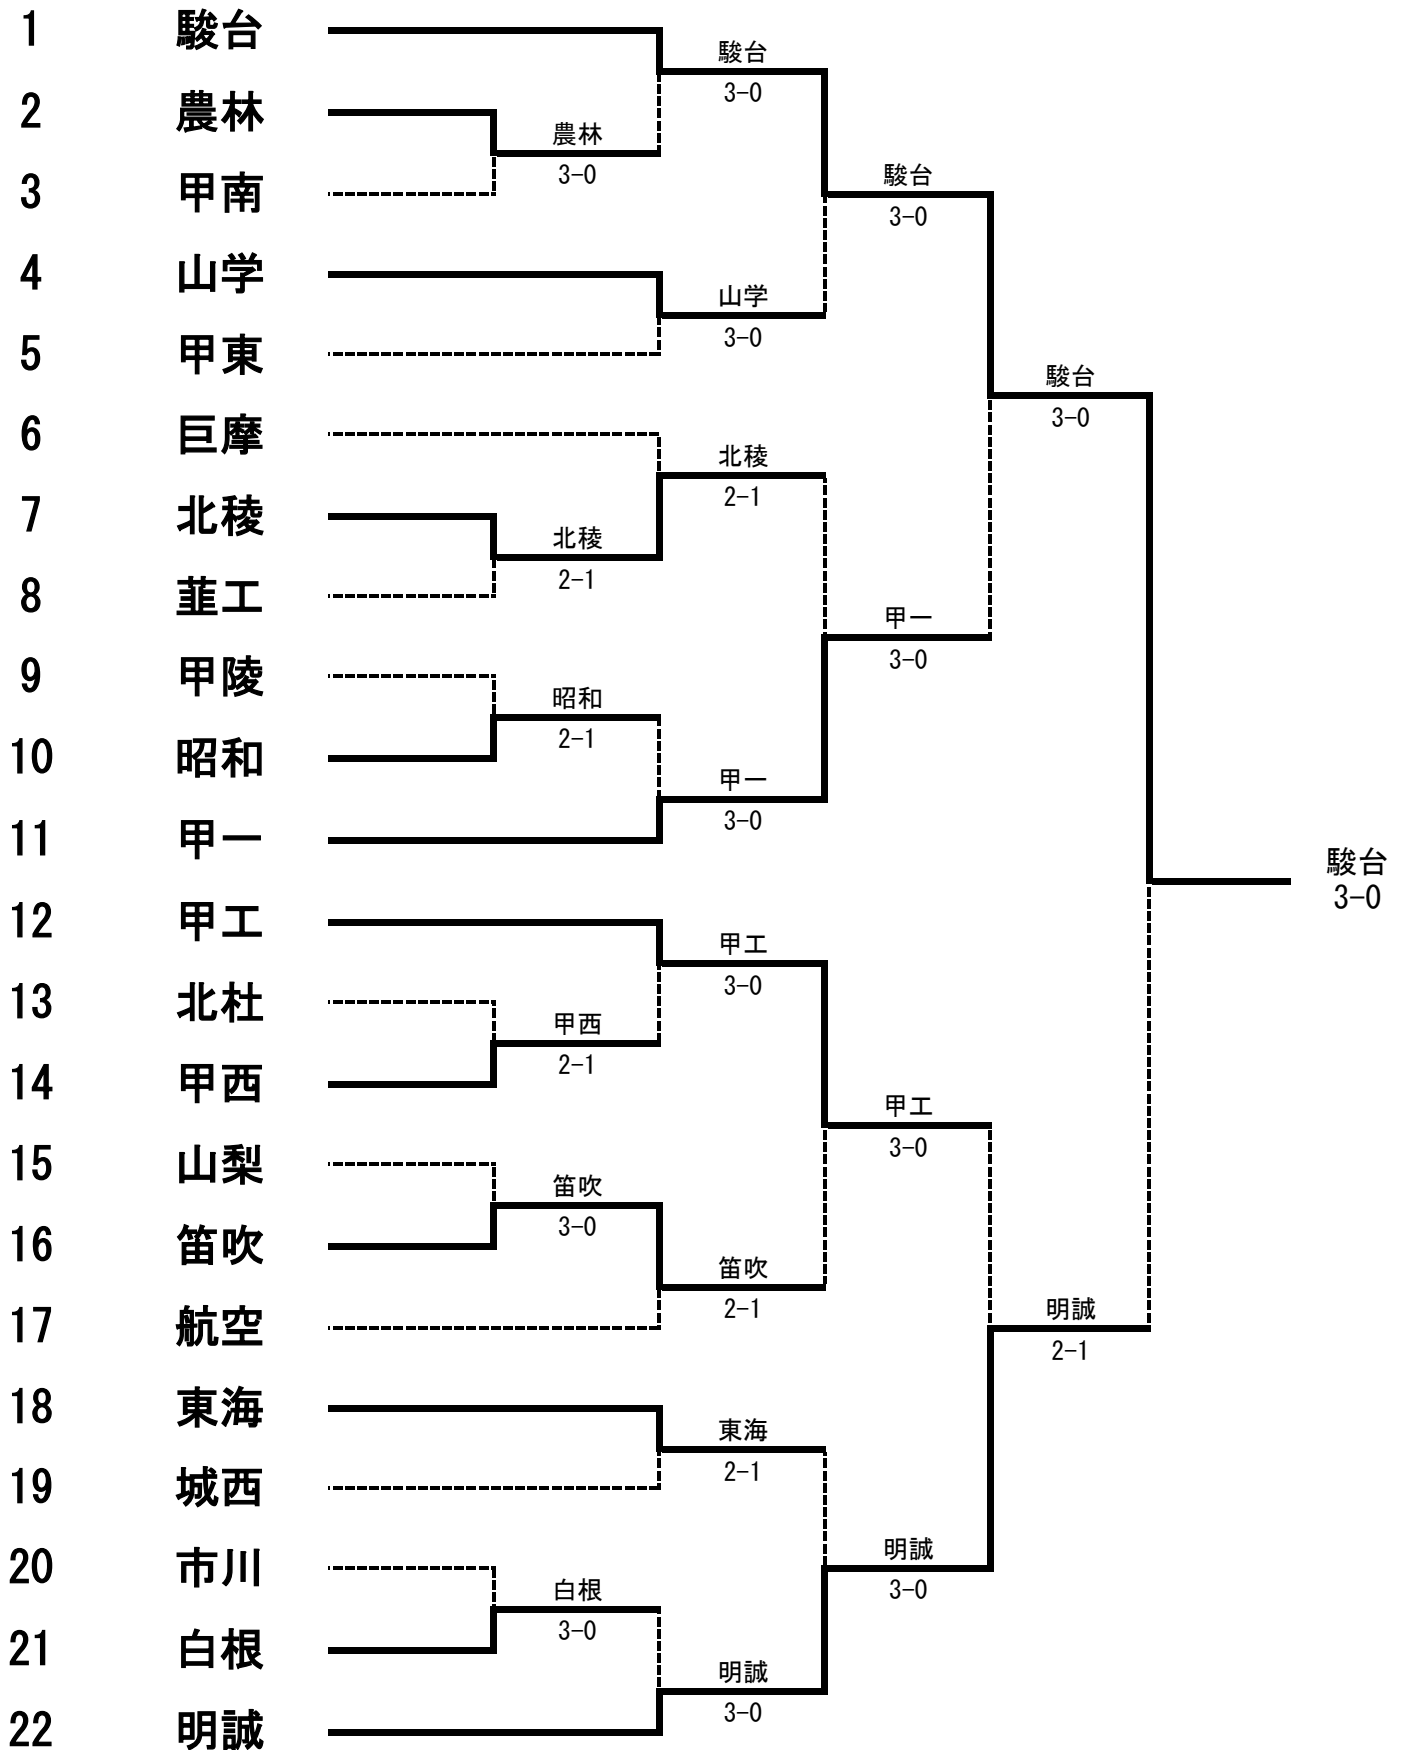 1 駿台
駿台
3-0
2 農林
農林
3-0
駿台
3-0
3 甲南
4 山学
山学
3-0
5 甲東
駿台
3-0
6 巨摩
北稜
2-1
7 北稜
北稜
2-1
8 韮工
甲一
3-0
9 甲陵
昭和
2-1
10 昭和
甲一
3-0
11 甲一
駿台
3-0
12 甲工
甲工
3-0
13 北杜
甲西
2-1
14 甲西
甲工
3-0
15 山梨
笛吹
3-0
16 笛吹
笛吹
2-1
17 航空
明誠
2-1
18 東海
東海
2-1
19 城西
明誠
3-0
20 市川
白根
3-0
21 白根
明誠
3-0
22 明誠